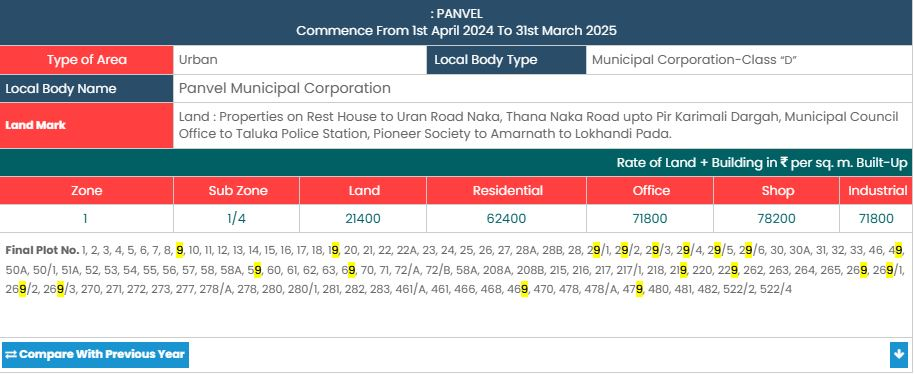 : PANVEL
Commence From 1st April 2024 To 31st March 2025
Type of Area Urban Local Body Type Municipal Corporation-Class “D”
Local Body Name Panvel Municipal Corporation
Land Mark Land : Properties on Rest House to Uran Road Naka, Thana Naka Road upto Pir Karimali Dargah, Municipal Council
Office to Taluka Police Station, Pioneer Society to Amarnath to Lokhandi Pada.
Rate of Land + Building in ₹ per sq. m. Built-Up
Zone Sub Zone Land Residential Office Shop Industrial
1 1/4 21400 62400 71800 78200 71800
Final Plot No. 1, 2, 3, 4, 5, 6, 7, 8, 9, 10, 11, 12, 13, 14, 15, 16, 17, 18, 19, 20, 21, 22, 22A, 23, 24, 25, 26, 27, 28A, 28B, 28, 29/1, 29/2, 29/3, 29/4, 29/5, 29/6, 30, 30A, 31, 32, 33, 46, 49,
50A, 50/1, 51A, 52, 53, 54, 55, 56, 57, 58, 58A, 59, 60, 61, 62, 63, 69, 70, 71, 72/A, 72/B, 58A, 208A, 208B, 215, 216, 217, 217/1, 218, 219, 220, 229, 262, 263, 264, 265, 269, 269/1,
269/2, 269/3, 270, 271, 272, 273, 277, 278/A, 278, 280, 280/1, 281, 282, 283, 461/A, 461, 466, 468, 469, 470, 478, 478/A, 479, 480, 481, 482, 522/2, 522/4
Compare With Previous Year